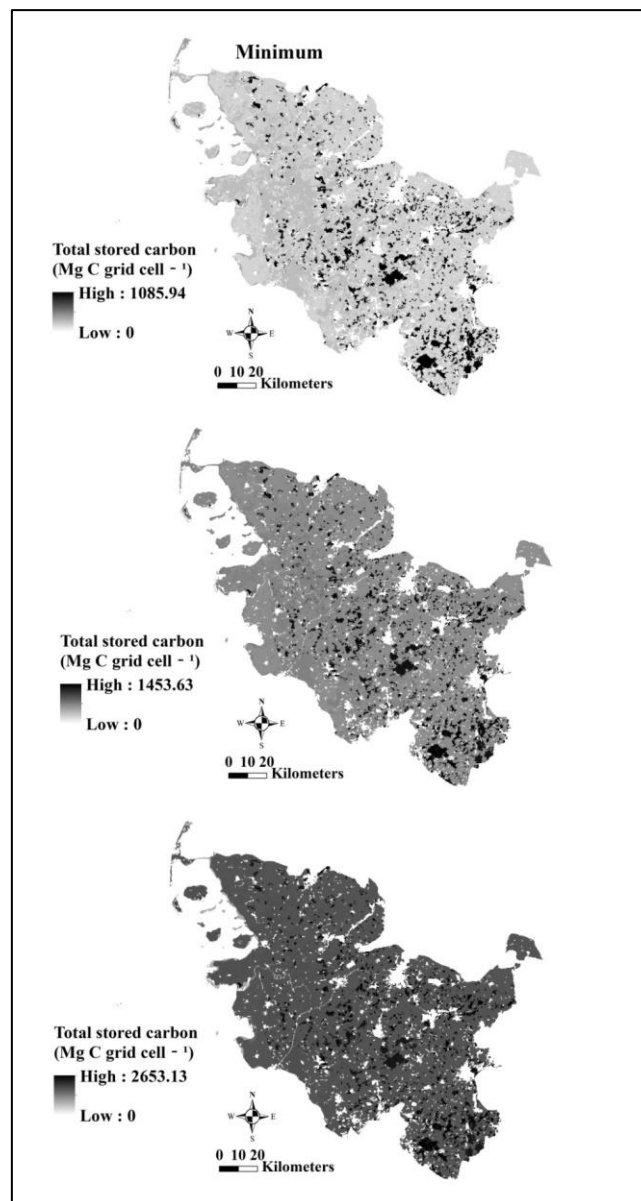 Minimum
Total stored carbon
(Mg C grid cell - ¹)
High : 1085.94
Low : 0
N
W E
S
0 10 20
Kilometers
Total stored carbon
(Mg C grid cell - ¹)
High : 1453.63
Low : 0
N
W E
S
0 10 20
Kilometers
Total stored carbon
(Mg C grid cell - ¹)
High : 2653.13
Low : 0
N
W E
S
0 10 20
Kilometers